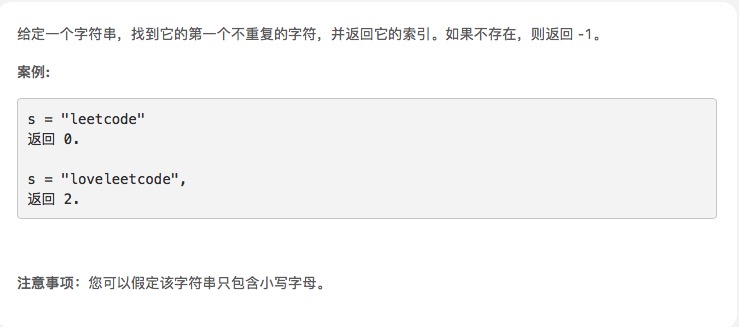 给定一个字符串，找到它的第一个不重复的字符，并返回它的索引。如果不存在，则返回 -1。
案例:
s = "leetcode"
返回 0.
s = "loveleetcode",
返回 2.
注意事项：您可以假定该字符串只包含小写字母。